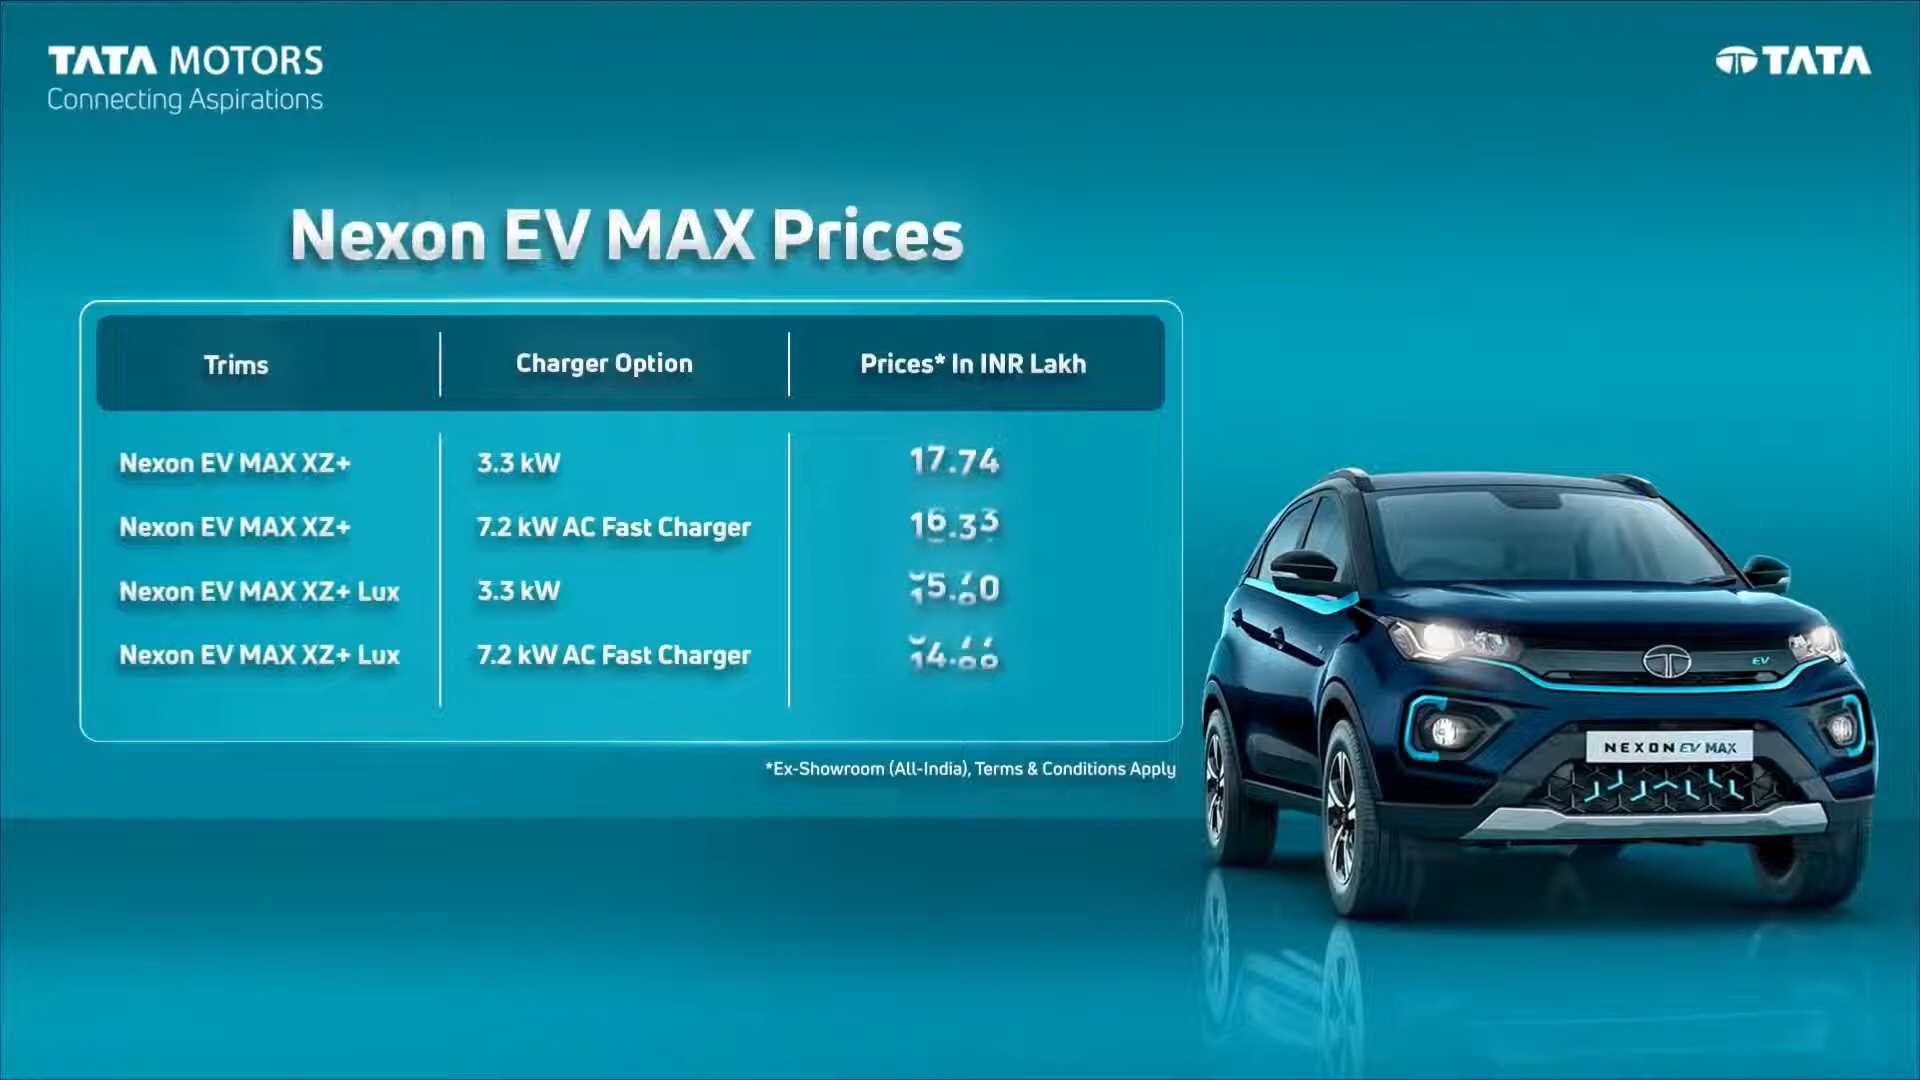 TATA MOTORS
Connecting Aspirations
TATA
Nexon EV MAX Prices
Trims Charger Option Prices* In INR Lakh
Nexon EV MAX XZ+ 3.3 kW 17.74
Nexon EV MAX XZ+ 7.2 kW AC Fast Charger
Nexon EV MAX XZ+ Lux 3.3 kW
Nexon EV MAX XZ+ Lux 7.2 kW AC Fast Charger
*Ex-Showroom (All-India), Terms & Conditions Apply
EV
NEXON EV MAX